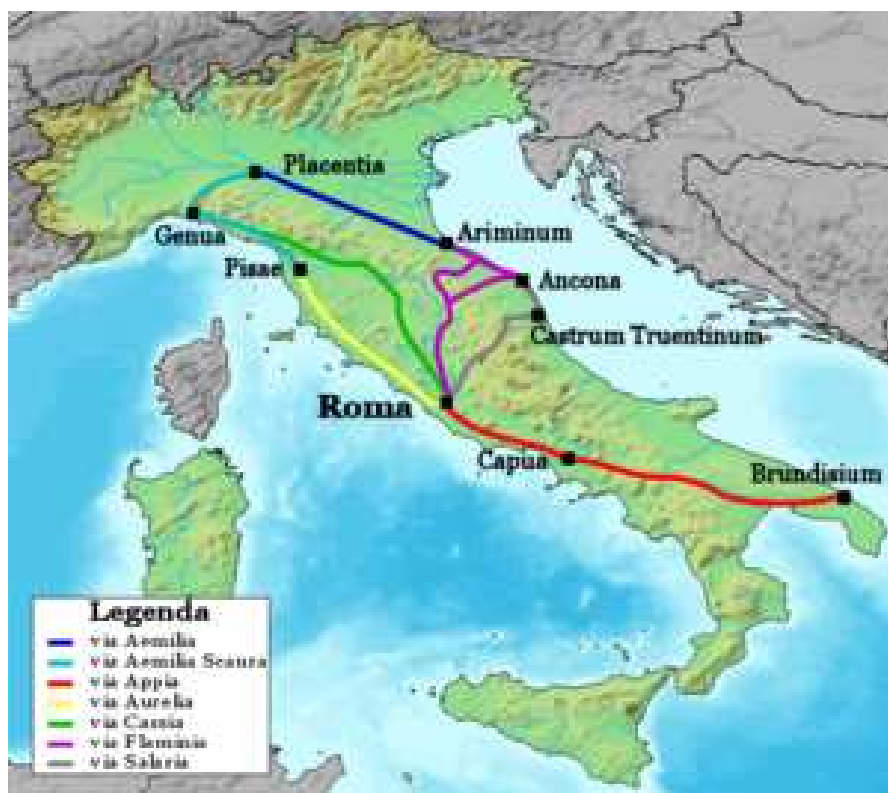 Placentia
Genua
Ariminum
Pisae
Ancona
Castrum Truentinum
Roma
Capua
Brundisium
Legenda
via Aemilia
via Aemilia Scaura
via Appia
via Aurelia
via Cassia
via Flaminia
via Salaria